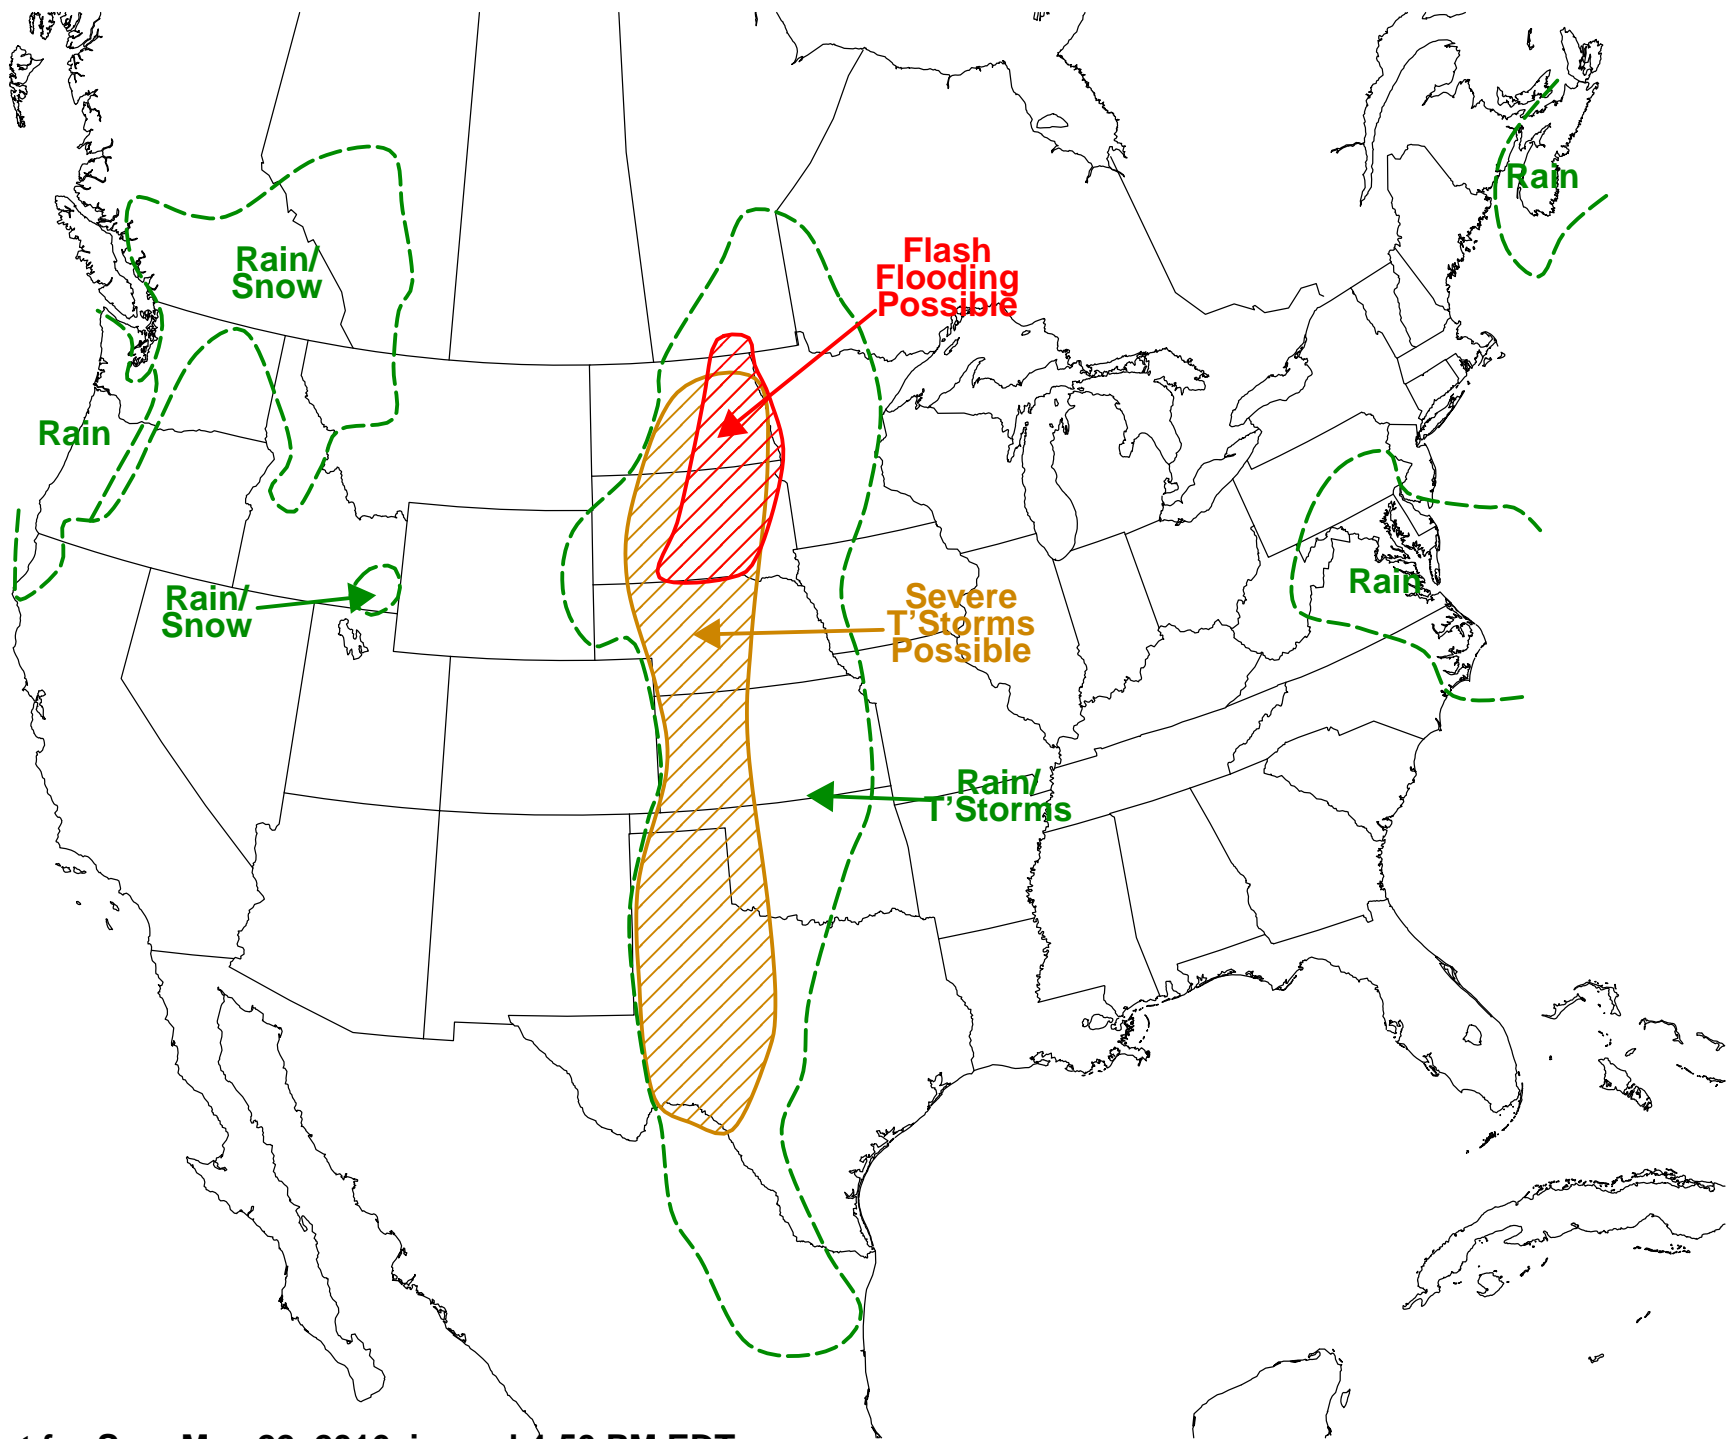 Rain
Flash
Flooding
Possible
Rain/
Snow
Rain
Rain
Rain/
Snow
Severe
T'Storms
Possible
Rain/
T'Storms